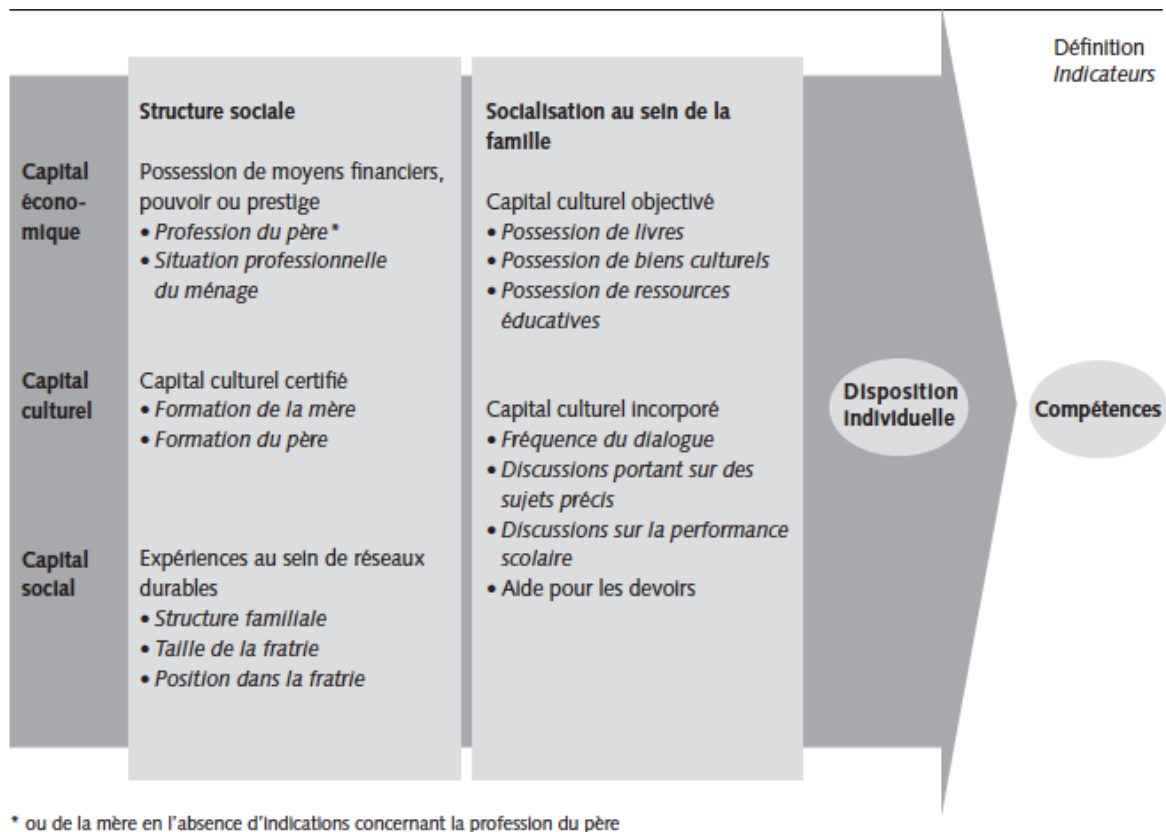 Définition
Indicateurs
Capital
écono-
mique
Capital
culturel
Capital
social
Structure sociale
Possession de moyens financiers,
pouvoir ou prestige
• Profession du père*
• Situation professionnelle
du ménage
Capital culturel certifié
• Formation de la mère
• Formation du père
Expériences au sein de réseaux
durables
• Structure familiale
• Taille de la fratrie
• Position dans la fratrie
Socialisation au sein de la
famille
Capital culturel objectivé
• Possession de livres
• Possession de biens culturels
• Possession de ressources
éducatives
Capital culturel incorporé
• Fréquence du dialogue
• Discussions portant sur des
sujets précis
• Discussions sur la performance
scolaire
• Aide pour les devoirs
Disposition
individuelle
Compétences
* ou de la mère en l'absence d'indications concernant la profession du père